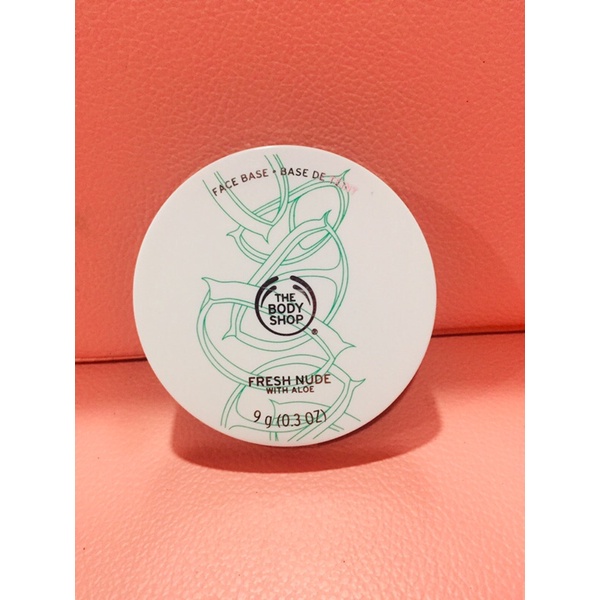 FACE BASE • BASE DE
THE
BODY
SHOP
FRESH NUDE
WITH ALOE
9 g (0.3 OZ)